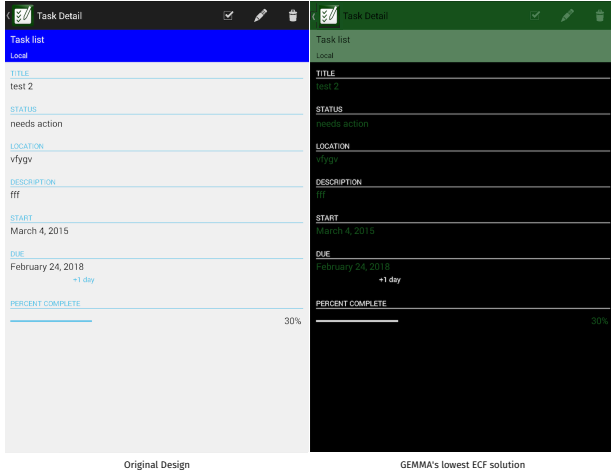 Task Detail
Task list
Local
TITLE
test 2
STATUS
needs action
LOCATION
vfygv
DESCRIPTION
fff
START
March 4, 2015
DUE
February 24, 2018
+1 day
PERCENT COMPLETE
30%
Original Design
Task Detail
Task list
Local
TITLE
test 2
STATUS
needs action
LOCATION
vfygv
DESCRIPTION
fff
START
March 4, 2015
DUE
February 24, 2018
+1 day
PERCENT COMPLETE
30%
GEMMA's lowest ECF solution